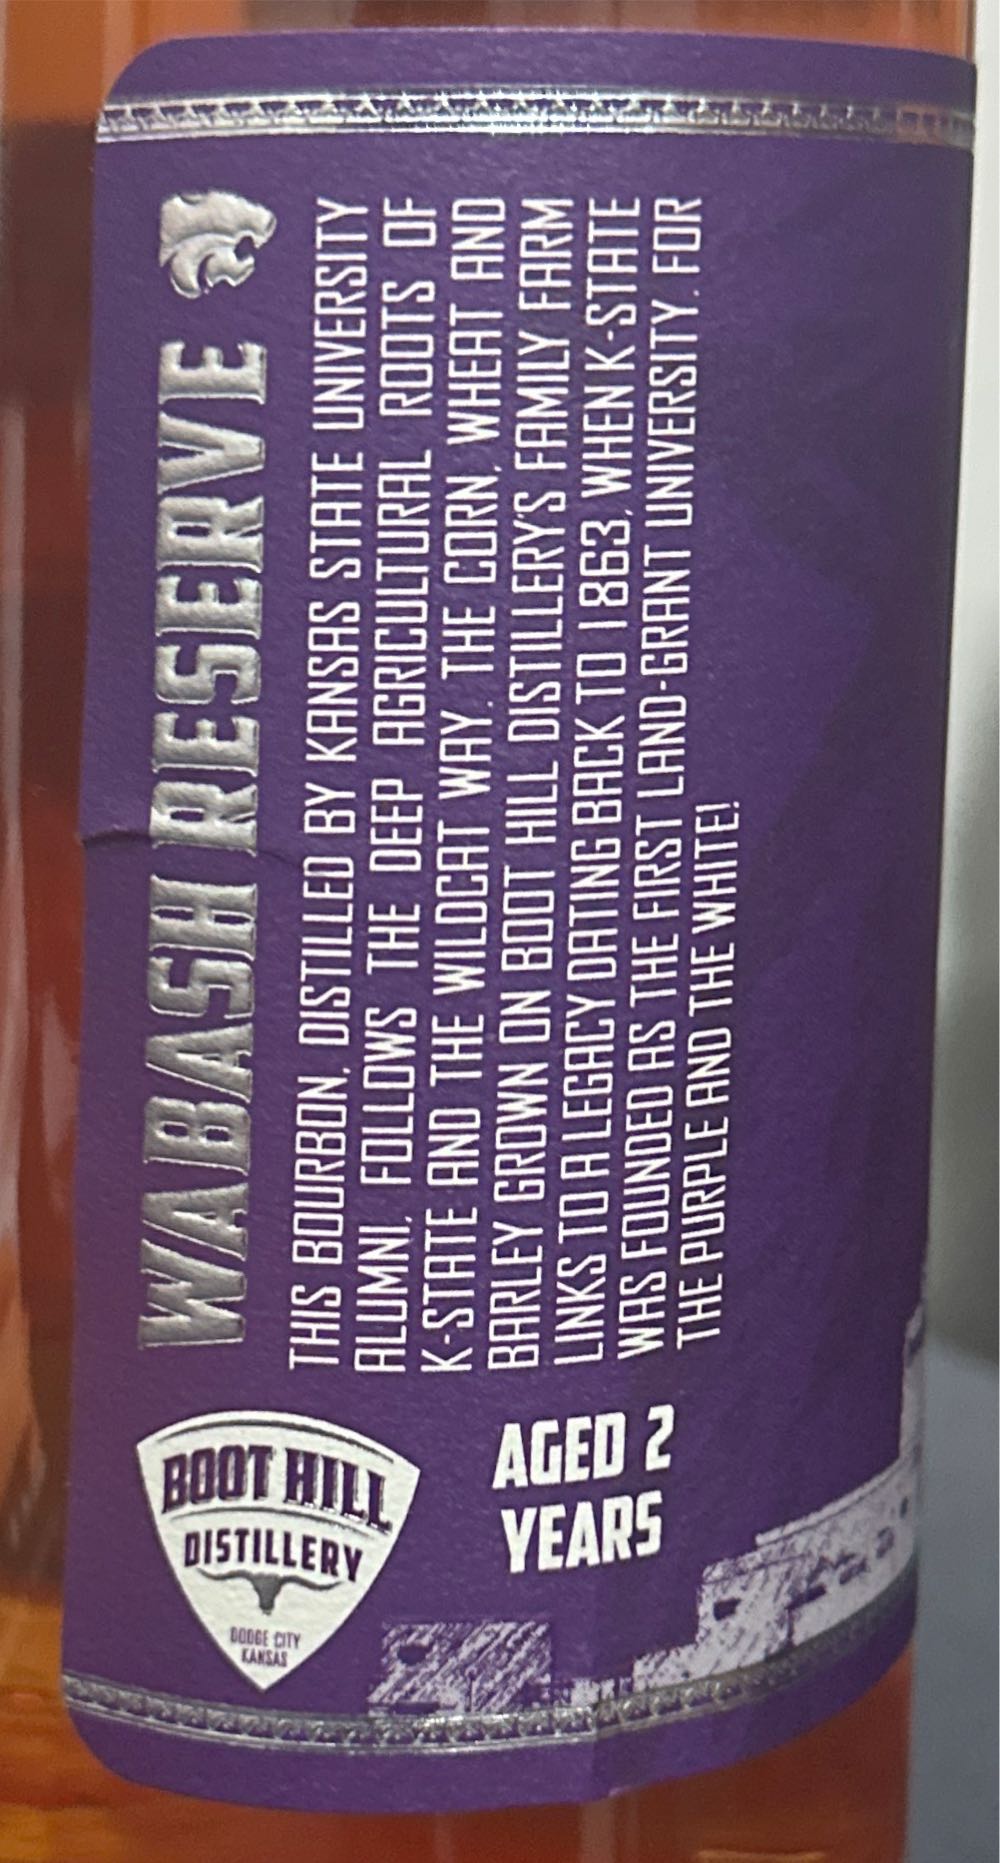 WABASH RESERVE
THIS BOURBON, DISTILLED BY KANSAS STATE UNIVERSITY
ALUMNI, FOLLOWS THE DEEP AGRICULTURAL ROOTS OF
K-STATE AND THE WILDCAT WAY. THE CORN, WHEAT AND
BARLEY GROWN ON BOOT HILL DISTILLERY'S FAMILY FARM
LINKS TO A LEGACY DATING BACK TO 1863, WHEN K-STATE
WAS FOUNDED AS THE FIRST LAND-GRANT UNIVERSITY. FOR
THE PURPLE AND THE WHITE!
BOOT HILL
DISTILLERY
DODGE CITY
KANSAS
AGED 2
YEARS